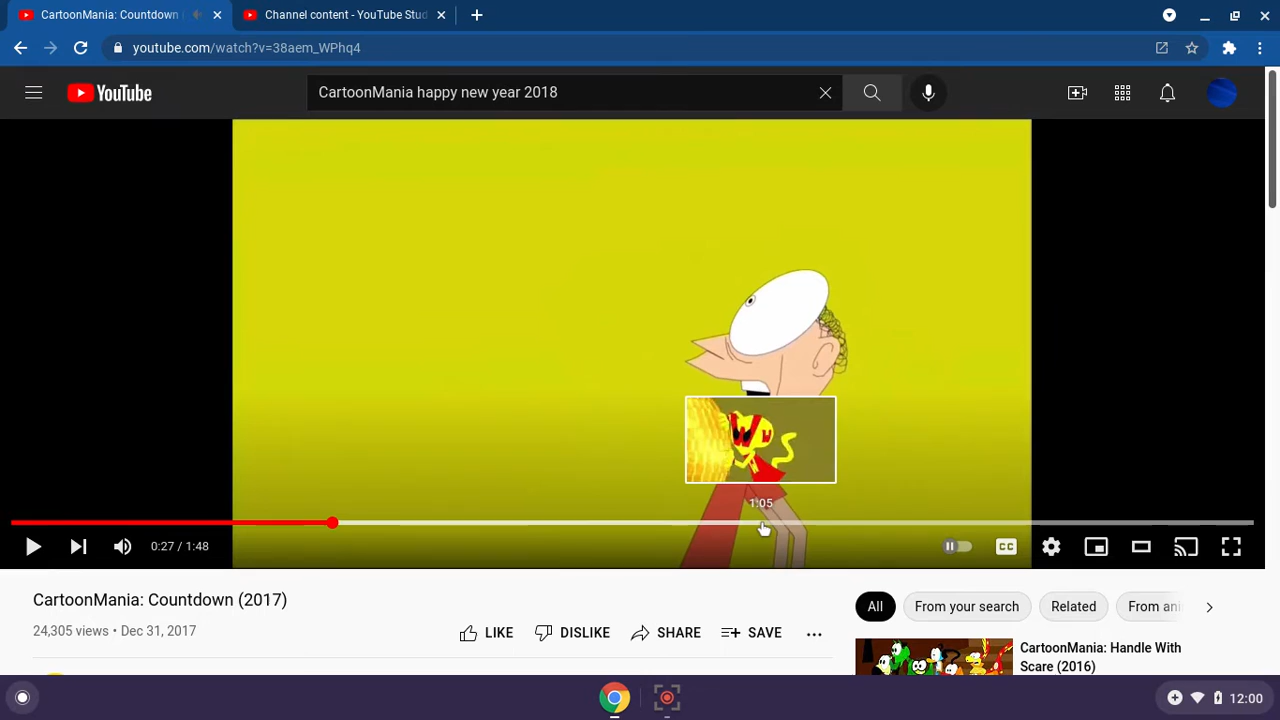 CartoonMania: Countdown
Channel content - YouTube Stud
youtube.com/watch?v=38aem_WPhq4
YouTube
CartoonMania happy new year 2018
W
1:05
0:27 / 1:48
CC
CartoonMania: Countdown (2017)
24,305 views • Dec 31, 2017
LIKE
DISLIKE
SHARE
SAVE
All
From your search
Related
From ani
CartoonMania: Handle With
Scare (2016)
12:00